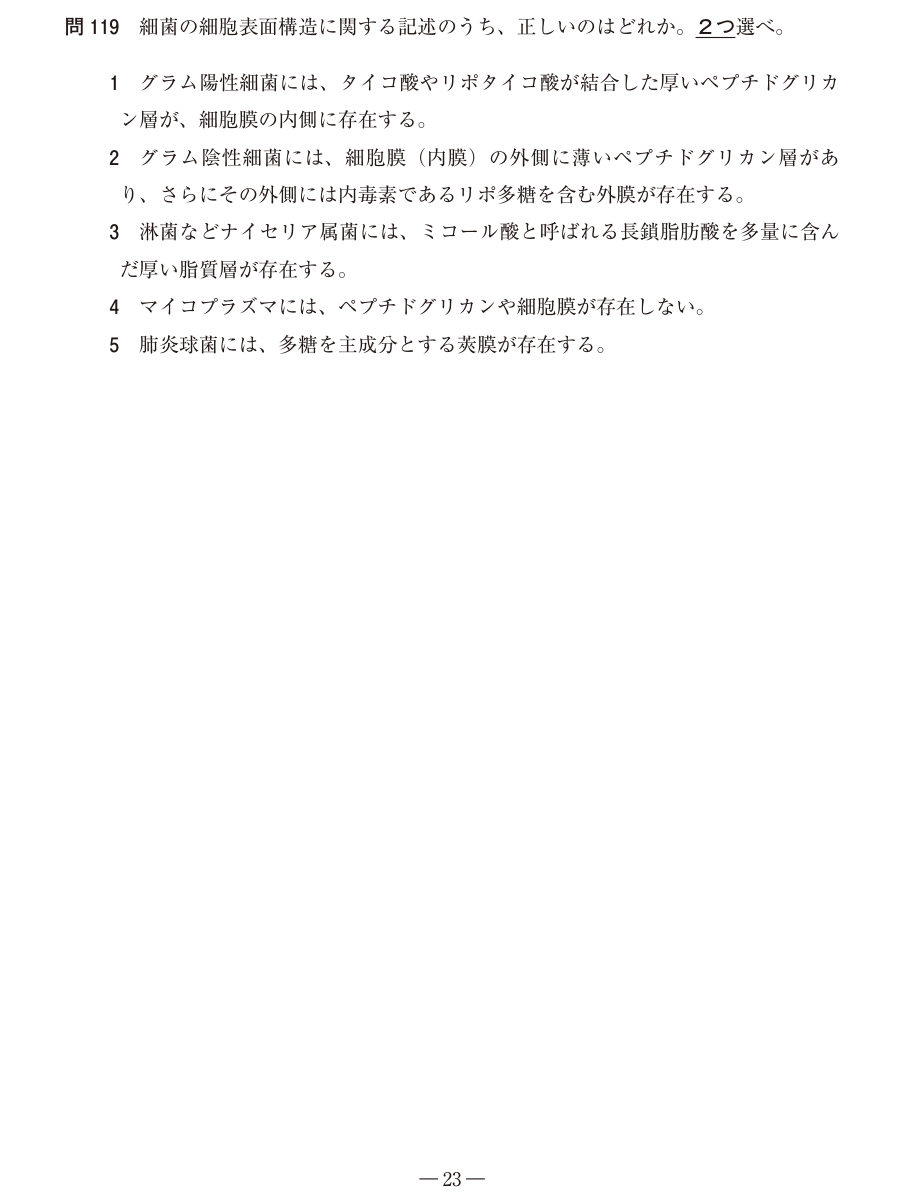 問 119　細菌の細胞表面構造に関する記述のうち、正しいのはどれか。２つ選べ。
1　グラム陽性細菌には、タイコ酸やリポタイコ酸が結合した厚いペプチドグリカ
ン層が、細胞膜の内側に存在する。
2　グラム陰性細菌には、細胞膜（内膜）の外側に薄いペプチドグリカン層があ
り、さらにその外側には内毒素であるリポ多糖を含む外膜が存在する。
3　淋菌などナイセリア属菌には、ミコール酸と呼ばれる長鎖脂肪酸を多量に含ん
だ厚い脂質層が存在する。
4　マイコプラズマには、ペプチドグリカンや細胞膜が存在しない。
5　肺炎球菌には、多糖を主成分とする莢膜が存在する。
— 23 —